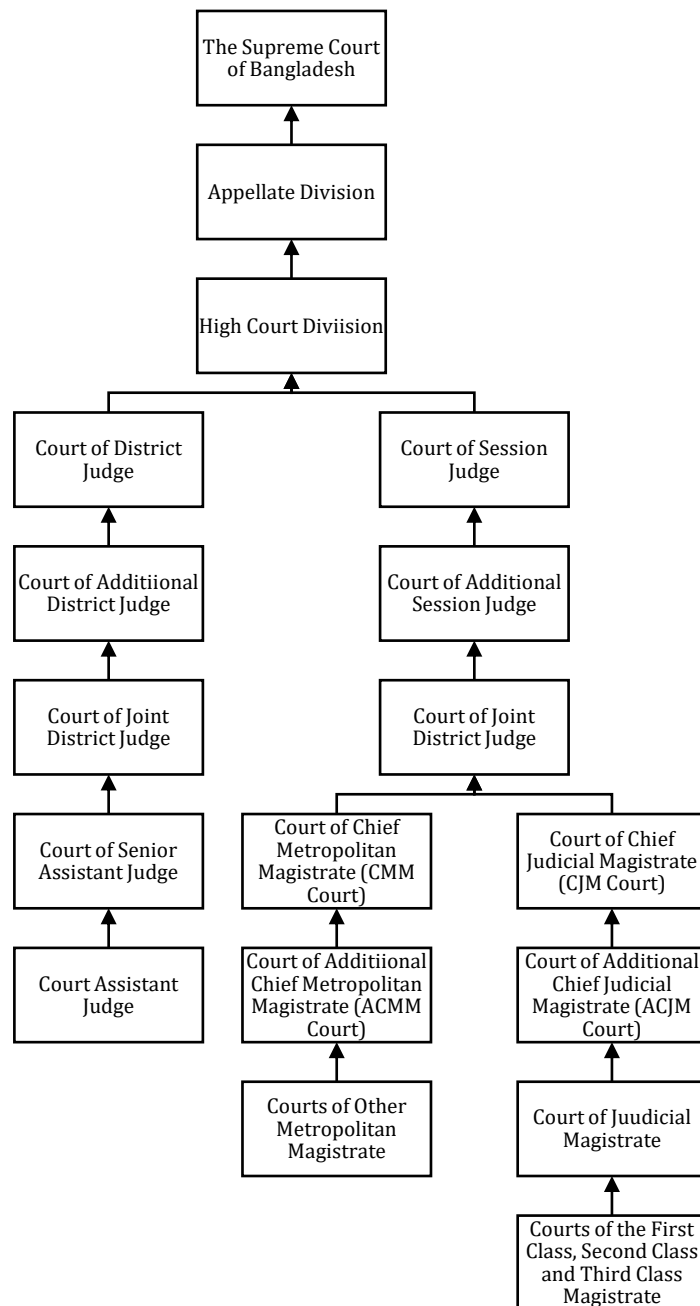 The Supreme Court
of Bangladesh
Appellate Division
High Court Diviision
Court of District
Judge
Court of Session
Judge
Court of Additiional
District Judge
Court of Additional
Session Judge
Court of Joint
District Judge
Court of Joint
District Judge
Court of Senior
Assistant Judge
Court of Chief
Metropolitan
Magistrate (CMM
Court)
Court of Chief
Judicial Magistrate
(CJM Court)
Court Assistant
Judge
Court of Additiional
Chief Metropolitan
Magistrate (ACMM
Court)
Court of Additional
Chief Judicial
Magistrate (ACJM
Court)
Courts of Other
Metropolitan
Magistrate
Court of Juudicial
Magistrate
Courts of the First
Class, Second Class
and Third Class
Magistrate